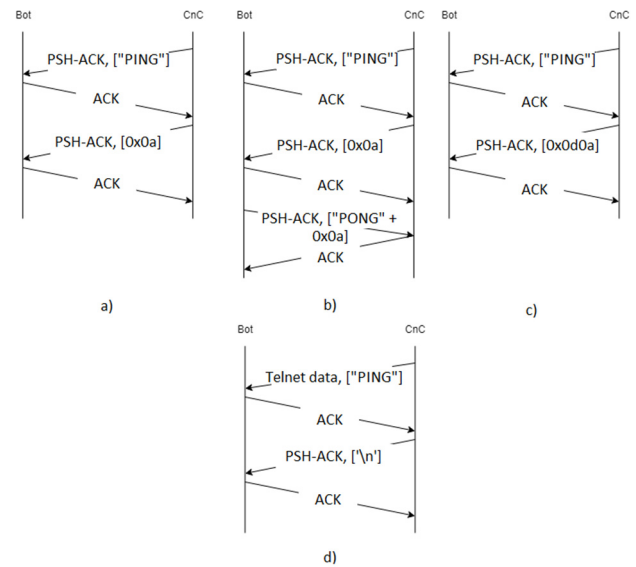 Bot CnC
PSH-ACK, ["PING"]
ACK
PSH-ACK, [0x0a]
ACK
a)
Bot CnC
PSH-ACK, ["PING"]
ACK
PSH-ACK, [0x0a]
ACK
PSH-ACK, ["PONG" +
0x0a]
ACK
b)
Bot CnC
PSH-ACK, ["PING"]
ACK
PSH-ACK, [0x0d0a]
ACK
c)
Bot CnC
Telnet data, ["PING"]
ACK
PSH-ACK, ['\n']
ACK
d)